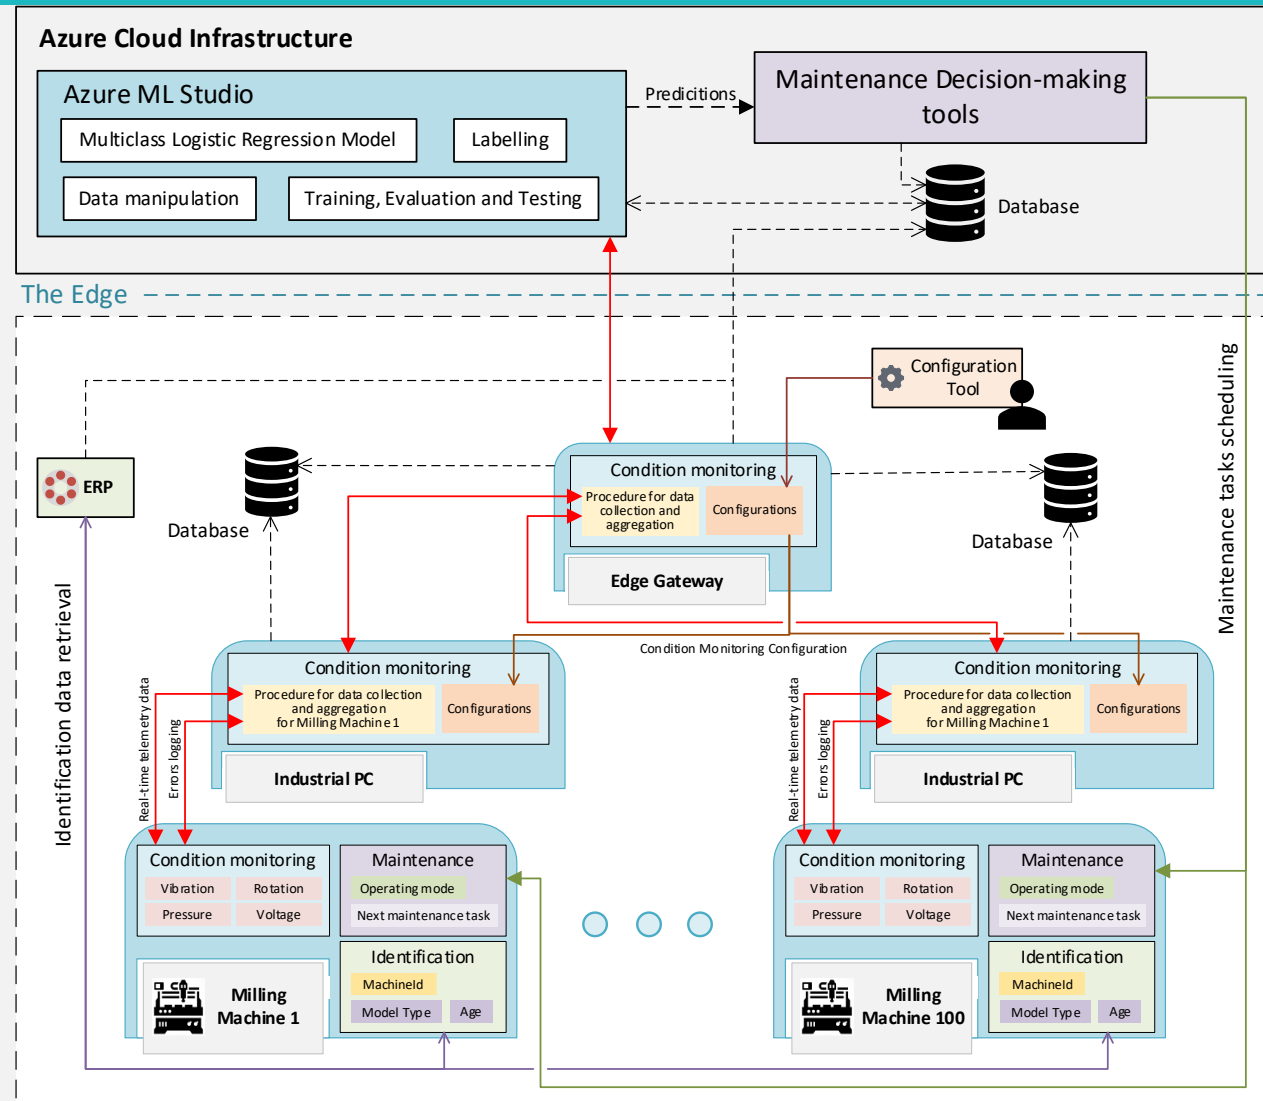 Azure Cloud Infrastructure
Azure ML Studio
Multiclass Logistic Regression Model
Labelling
Data manipulation
Training, Evaluation and Testing
Predicitions
Maintenance Decision-making
tools
Database
The Edge
Configuration
Tool
Maintenance tasks scheduling
ERP
Database
Condition monitoring
Procedure for data
collection and
aggregation
Configurations
Edge Gateway
Database
Identification data retrieval
Condition Monitoring Configuration
Condition monitoring
Procedure for data collection
and aggregation
for Milling Machine 1
Configurations
Industrial PC
Real-time telemetry data
Errors logging
Condition monitoring
Procedure for data collection
and aggregation
for Milling Machine 1
Configurations
Industrial PC
Real-time telemetry data
Errors logging
Condition monitoring
Vibration
Rotation
Pressure
Voltage
Maintenance
Operating mode
Next maintenance task
Identification
MachineId
Model Type
Age
Milling
Machine 1
Condition monitoring
Vibration
Rotation
Pressure
Voltage
Maintenance
Operating mode
Next maintenance task
Identification
MachineId
Model Type
Age
Milling
Machine 100